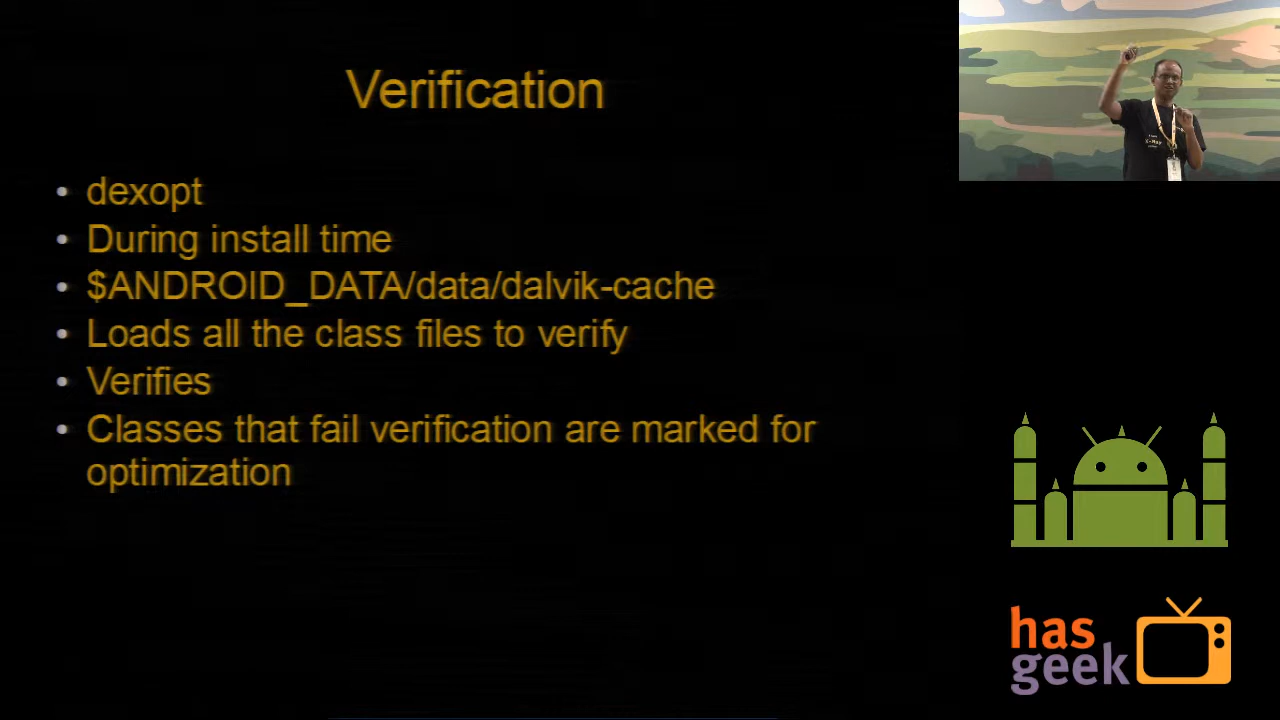 Verification
dexopt
During install time
$ANDROID_DATA/data/dalvik-cache
Loads all the class files to verify
Verifies
Classes that fail verification are marked for
optimization
has
geek